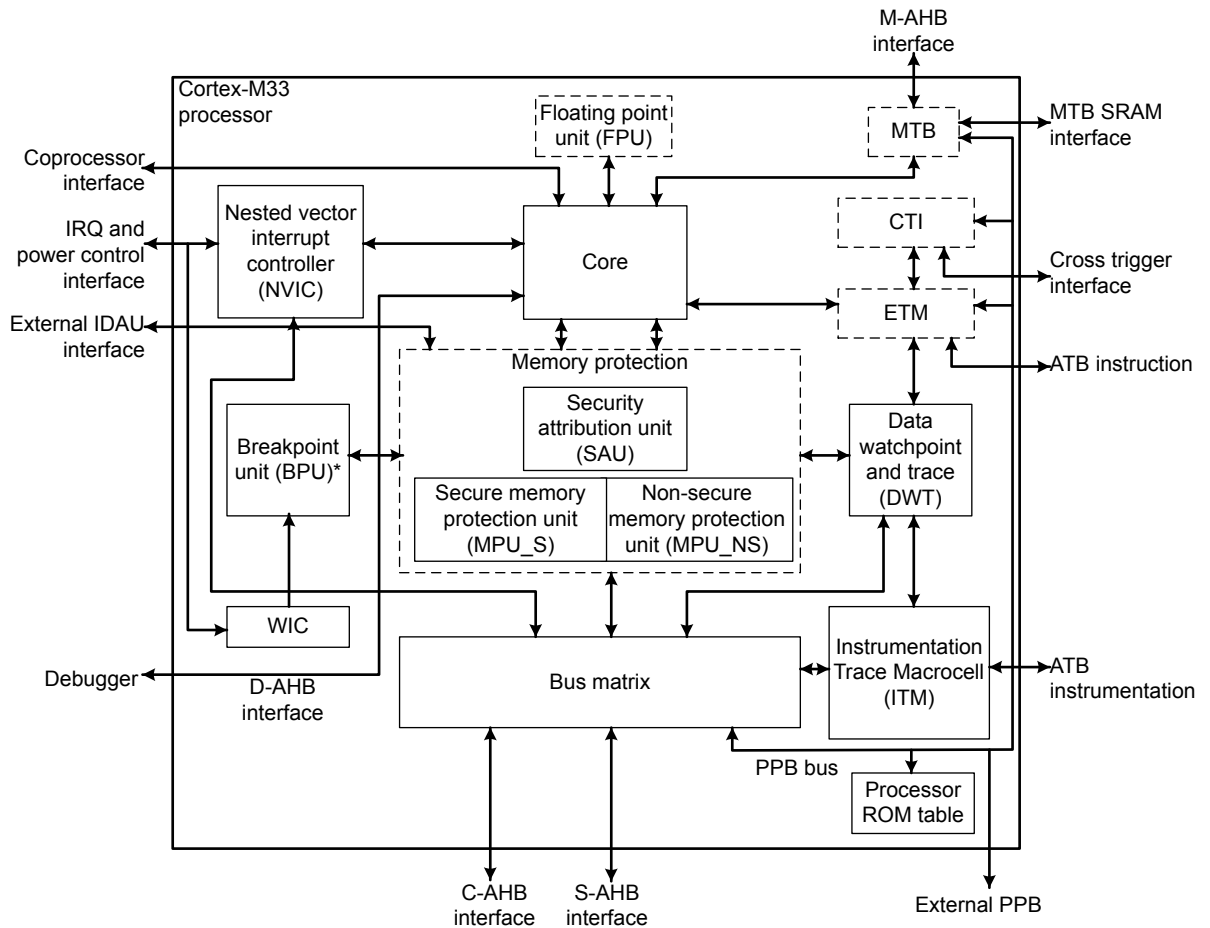 M-AHB
interface
Cortex-M33
processor
Floating point
unit (FPU)
MTB
MTB SRAM
interface
Coprocessor
interface
Nested vector
interrupt
controller
(NVIC)
IRQ and
power control
interface
Core
CTI
Cross trigger
interface
ETM
External IDAU
interface
Memory protection
ATB instruction
Security
attribution unit
(SAU)
Breakpoint
unit (BPU)*
Data
watchpoint
and trace
(DWT)
Secure memory
protection unit
(MPU_S)
Non-secure
memory protection
unit (MPU_NS)
WIC
Bus matrix
Instrumentation
Trace Macrocell
(ITM)
ATB
instrumentation
Debugger
D-AHB
interface
PPB bus
Processor
ROM table
C-AHB
interface
S-AHB
interface
External PPB